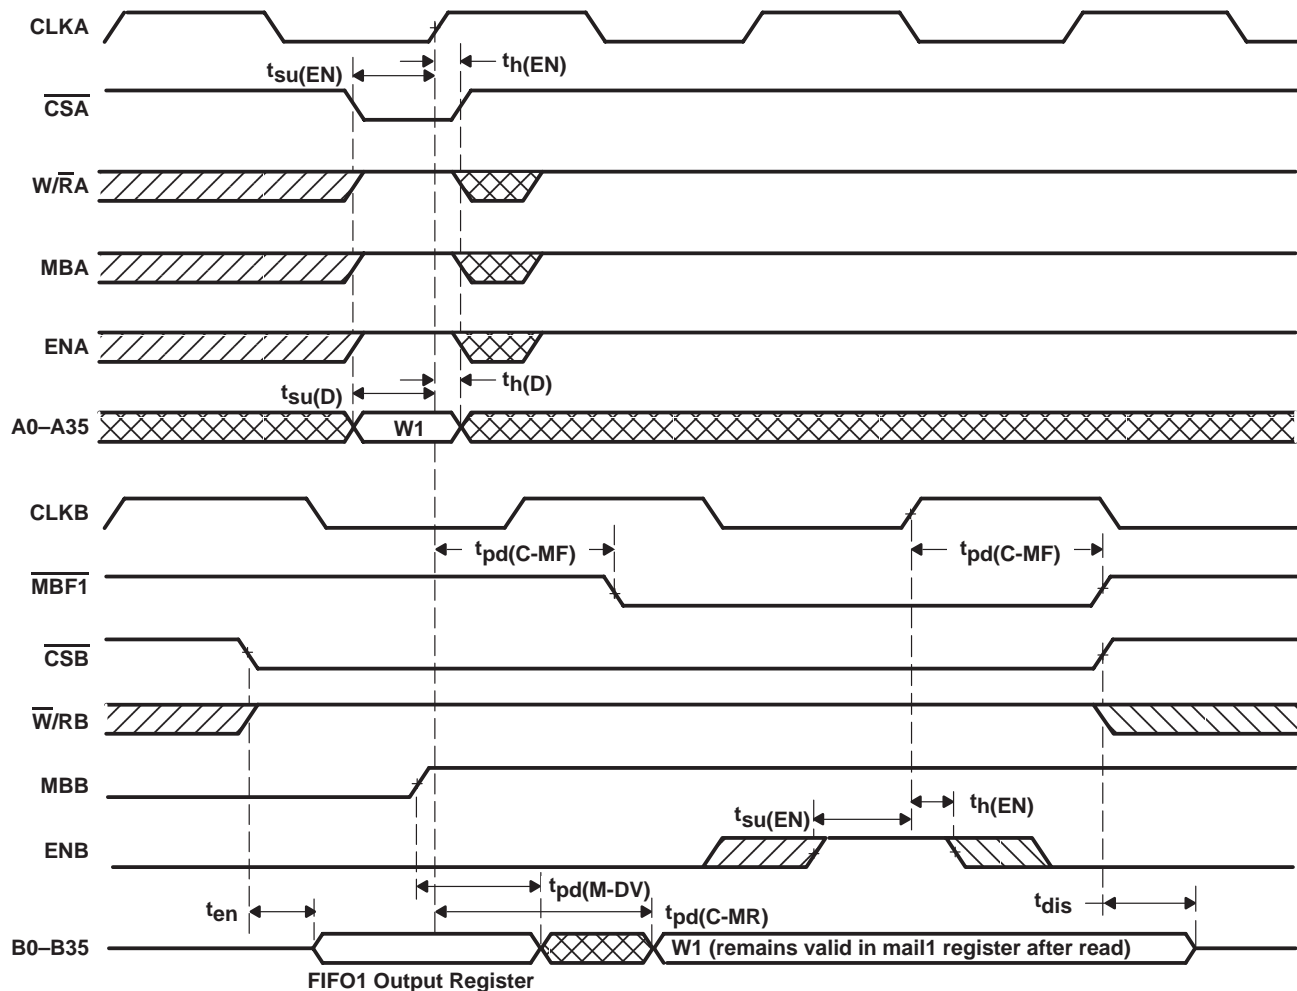 CLKA
tsu(EN)
th(EN)
CSA
W/RA
MBA
ENA
tsu(D)
th(D)
A0–A35
W1
CLKB
tpd(C-MF)
tpd(C-MF)
MBF1
CSB
W/RB
MBB
tsu(EN)
th(EN)
ENB
ten
tpd(M-DV)
tpd(C-MR)
tdis
B0–B35
W1 (remains valid in mail1 register after read)
FIFO1 Output Register